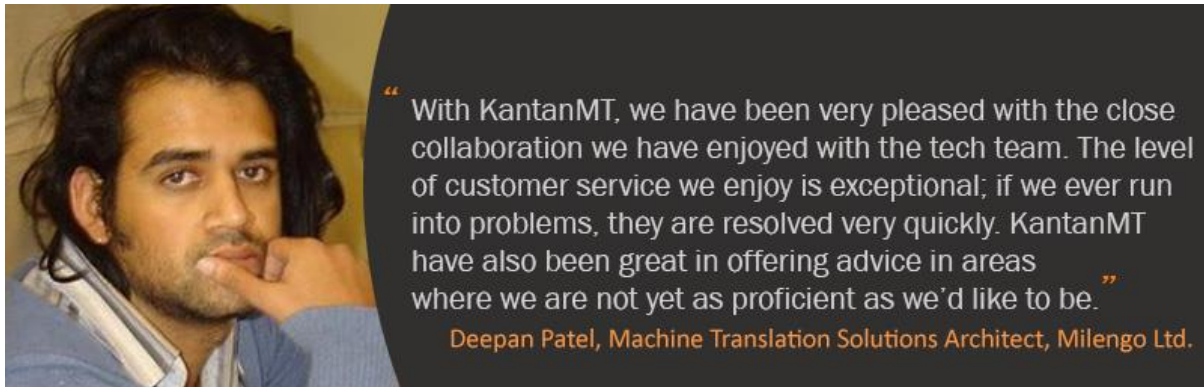 “ With KantanMT, we have been very pleased with the close
collaboration we have enjoyed with the tech team. The level
of customer service we enjoy is exceptional; if we ever run
into problems, they are resolved very quickly. KantanMT
have also been great in offering advice in areas
where we are not yet as proficient as we’d like to be. ”
Deepan Patel, Machine Translation Solutions Architect, Milengo Ltd.